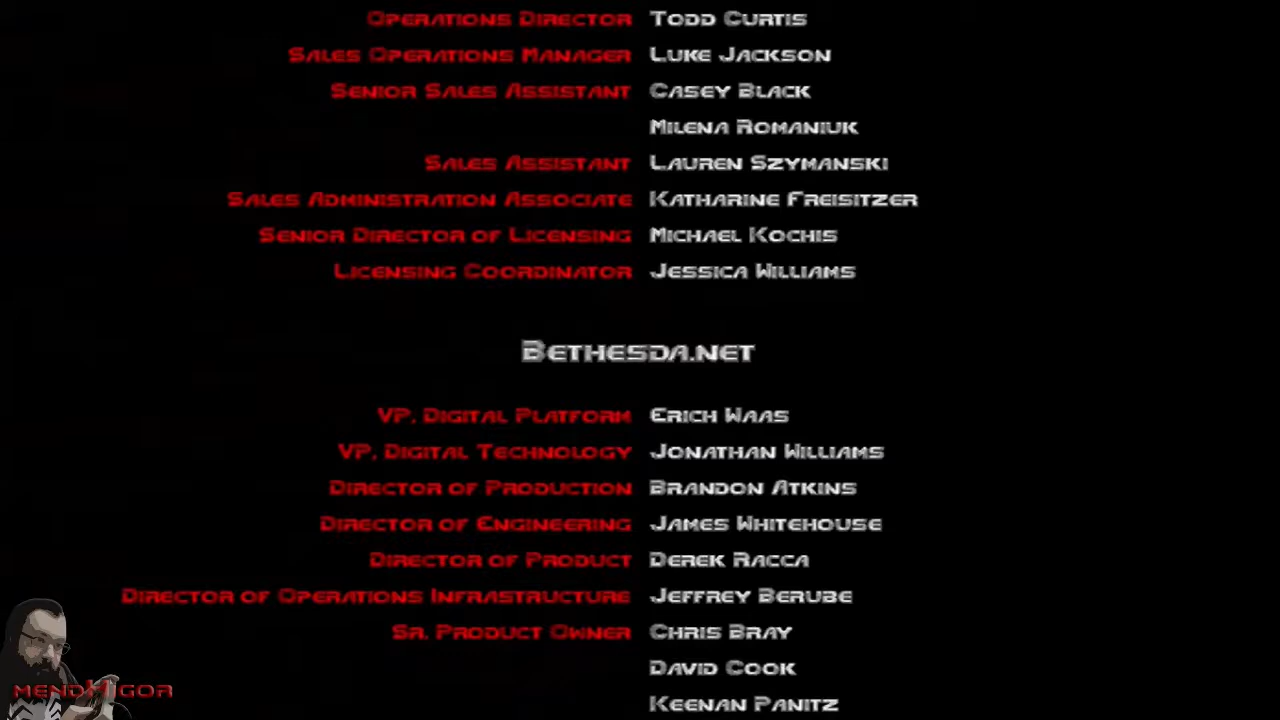 Operations Director Todd Curtis
Sales Operations Manager Luke Jackson
Senior Sales Assistant Casey Black
Milena Romaniuk
Sales Assistant Lauren Szymanski
Sales Administration Associate Katharine Freisitzer
Senior Director of Licensing Michael Kochis
Licensing Coordinator Jessica Williams
Bethesda.net
VP, Digital Platform Erich Waas
VP, Digital Technology Jonathan Williams
Director of Production Brandon Atkins
Director of Engineering James Whitehouse
Director of Product Derek Racca
Director of Operations Infrastructure Jeffrey Berube
Sr. Product Owner Chris Bray
David Cook
Keenan Panitz